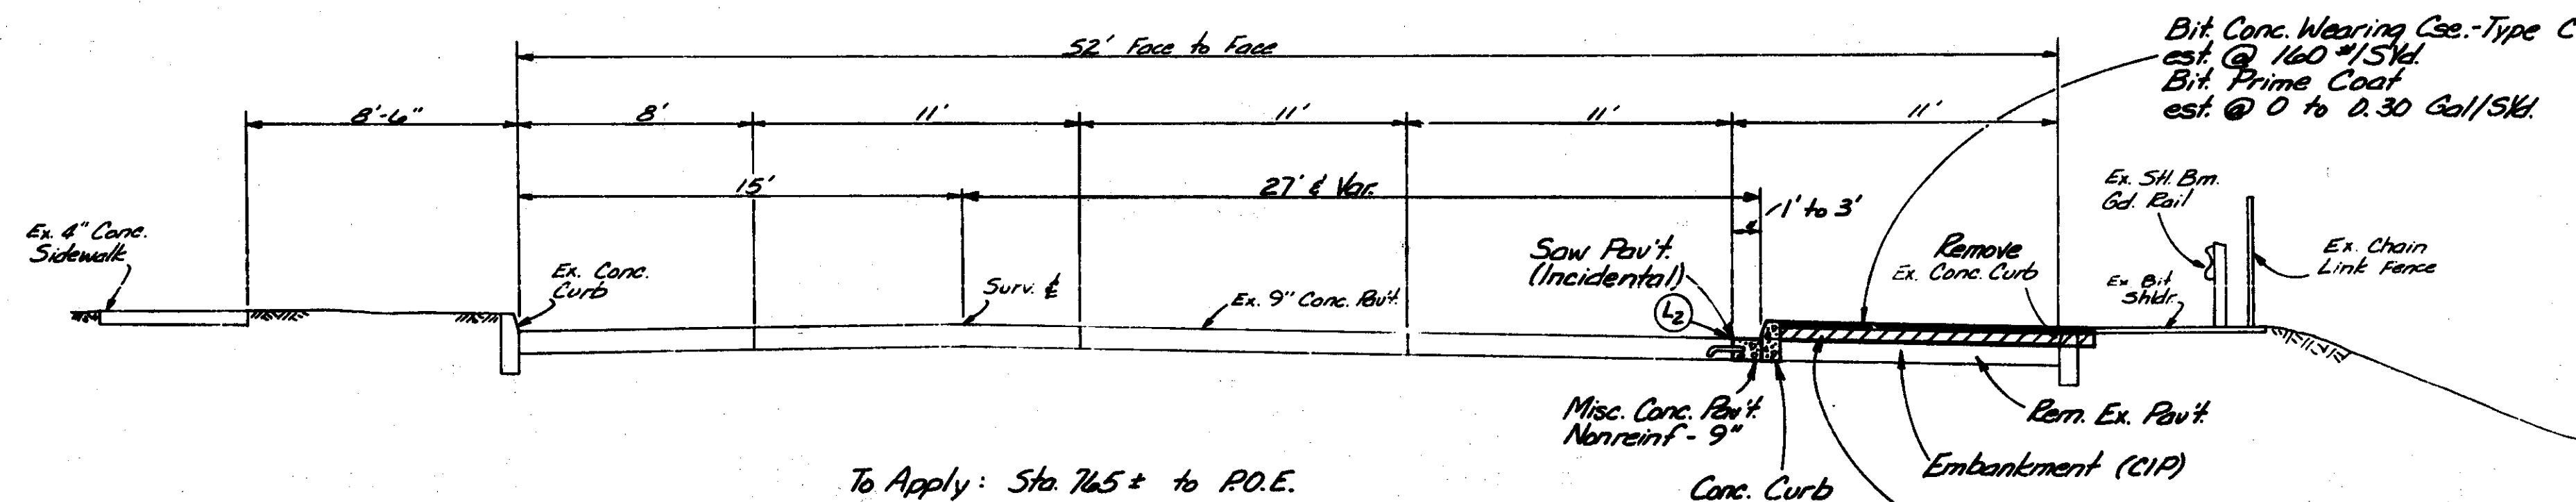 52' Face to Face
Bit. Conc. Wearing Cse.-Type C
est. @ 160 #/SYd.
Bit. Prime Coat
est. @ 0 to 0.30 Gal/SYd.
8'-6"
8'
11'
11'
11'
11'
15'
27' & Var.
1' to 3'
Ex. 4" Conc.
Sidewalk
Ex. Conc.
Curb
Surv. ℄
Ex. 9" Conc. Pav't.
Saw Pav't.
(Incidental)
L2
Remove
Ex. Conc. Curb
Ex. Bit
Shldr.
Ex. Stl. Bm.
Gd. Rail
Ex. Chain
Link Fence
Misc. Conc. Pav't.
Nonreinf - 9"
Conc. Curb
Embankment (CIP)
Rem. Ex. Pav't.
To Apply: Sta. 765 ± to P.O.E.